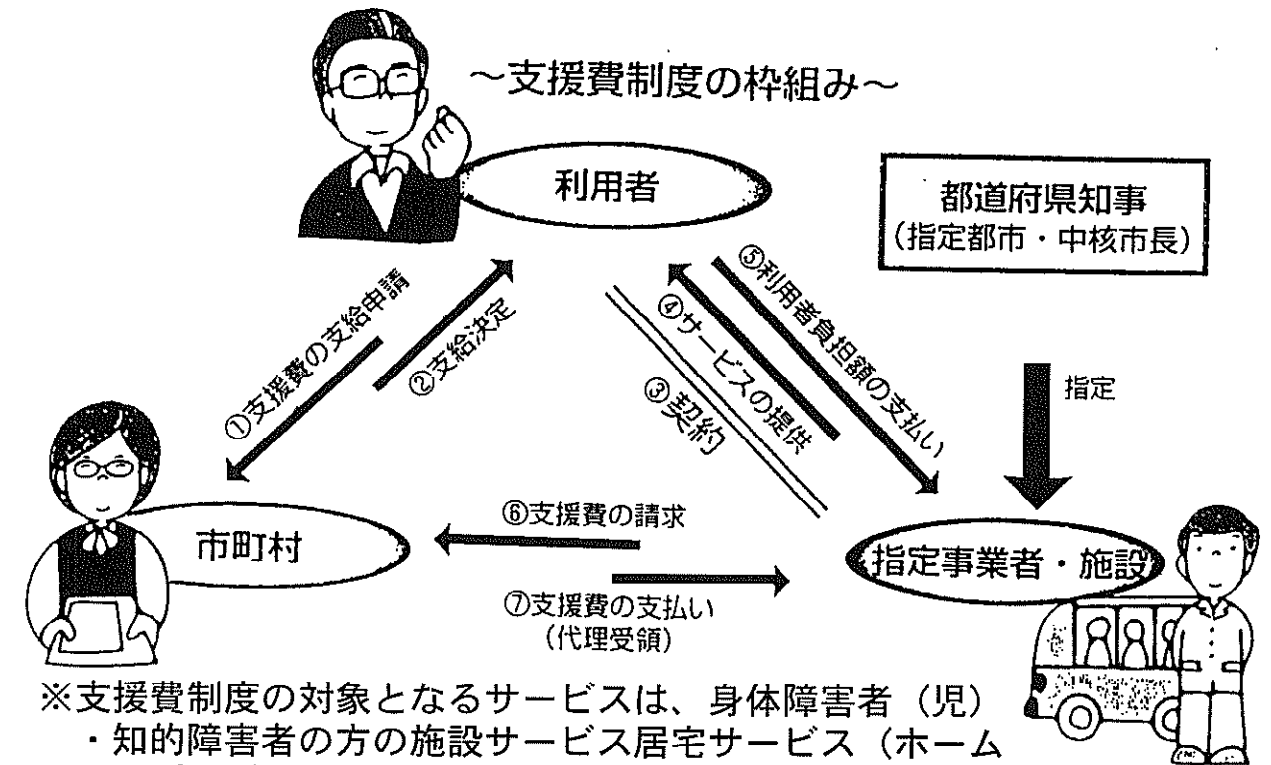 ～支援費制度の枠組み～
利用者
都道府県知事
（指定都市・中核市長）
①支援費の支給申請
②支給決定
③契約
④サービスの提供
⑤利用者負担額の支払い
指定
⑥支援費の請求
市町村
指定事業者・施設
⑦支援費の支払い
（代理受領）
※支援費制度の対象となるサービスは、身体障害者（児）
・知的障害者の方の施設サービス居宅サービス（ホーム